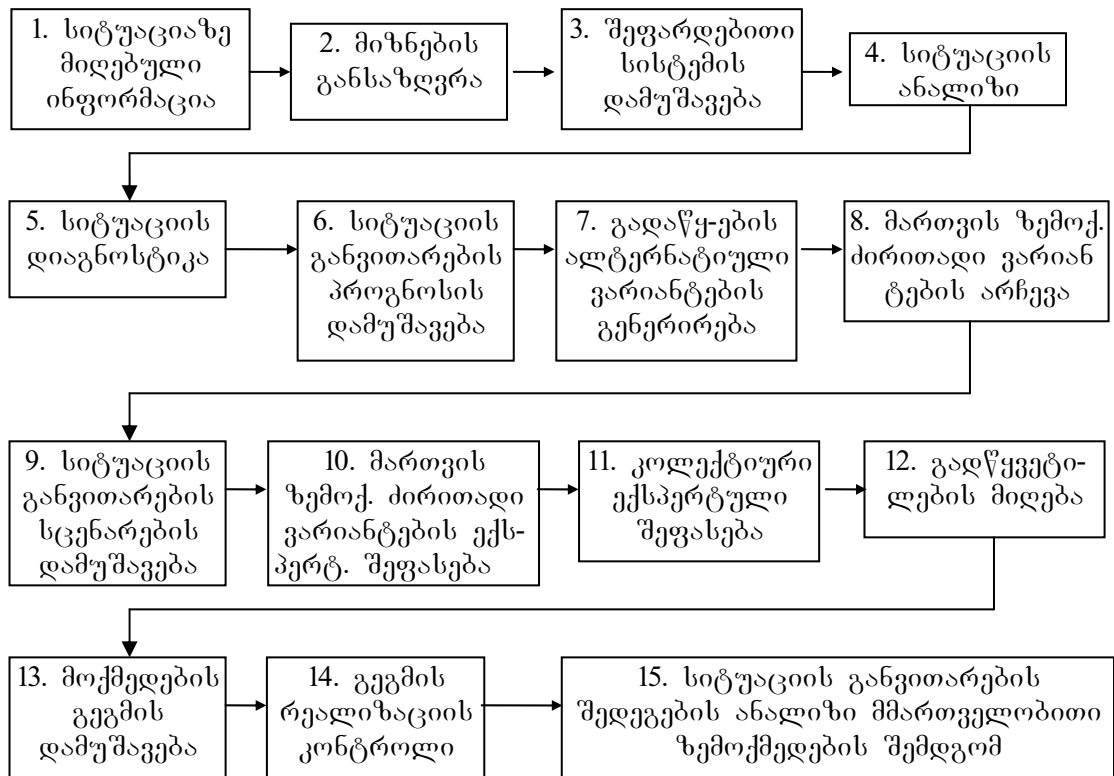 1. სიტუაციაზე
მიღებული
ინფორმაცია
2. მიზნების
განსაზღვრა
3. შეფარდებითი
სისტემის
დამუშავება
4. სიტუაციის
ანალიზი
5. სიტუაციის
დიაგნოსტიკა
6. სიტუაციის
განვითარების
პროგნოსის
დამუშავება
7. გადაწყ-ების
ალტერნატიული
ვარიანტების
გენერირება
8. მართვის ზემოქ.
ძირითადი ვარიან
ტების არჩევა
9. სიტუაციის
განვითარების
სცენარების
დამუშავება
10. მართვის
ზემოქ. ძირითადი
ვარიანტების ექს-
პერტ. შეფასება
11. კოლექტიური
ექსპერტული
შეფასება
12. გადწყვეტი-
ლების მიღება
13. მოქმედების
გეგმის
დამუშავება
14. გეგმის
რეალიზაციის
კონტროლი
15. სიტუაციის განვითარების
შედეგების ანალიზი მმართველობითი
ზემოქმედების შემდგომ